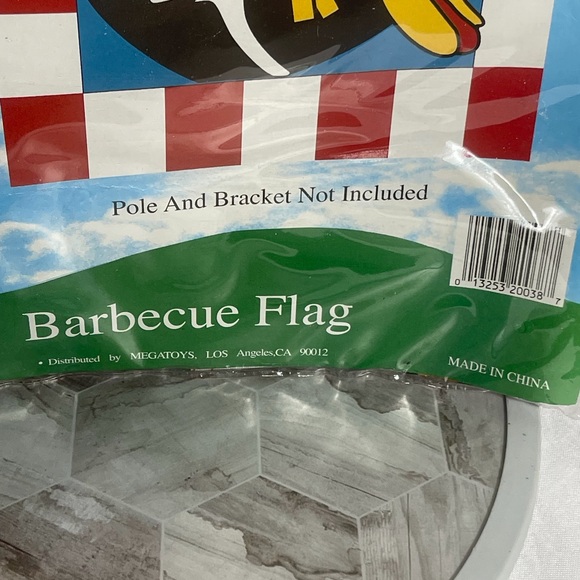 Pole And Bracket Not Included
0 13253 20038 7
Barbecue Flag
• Distributed by MEGATOYS, LOS Angeles,CA 90012
MADE IN CHINA